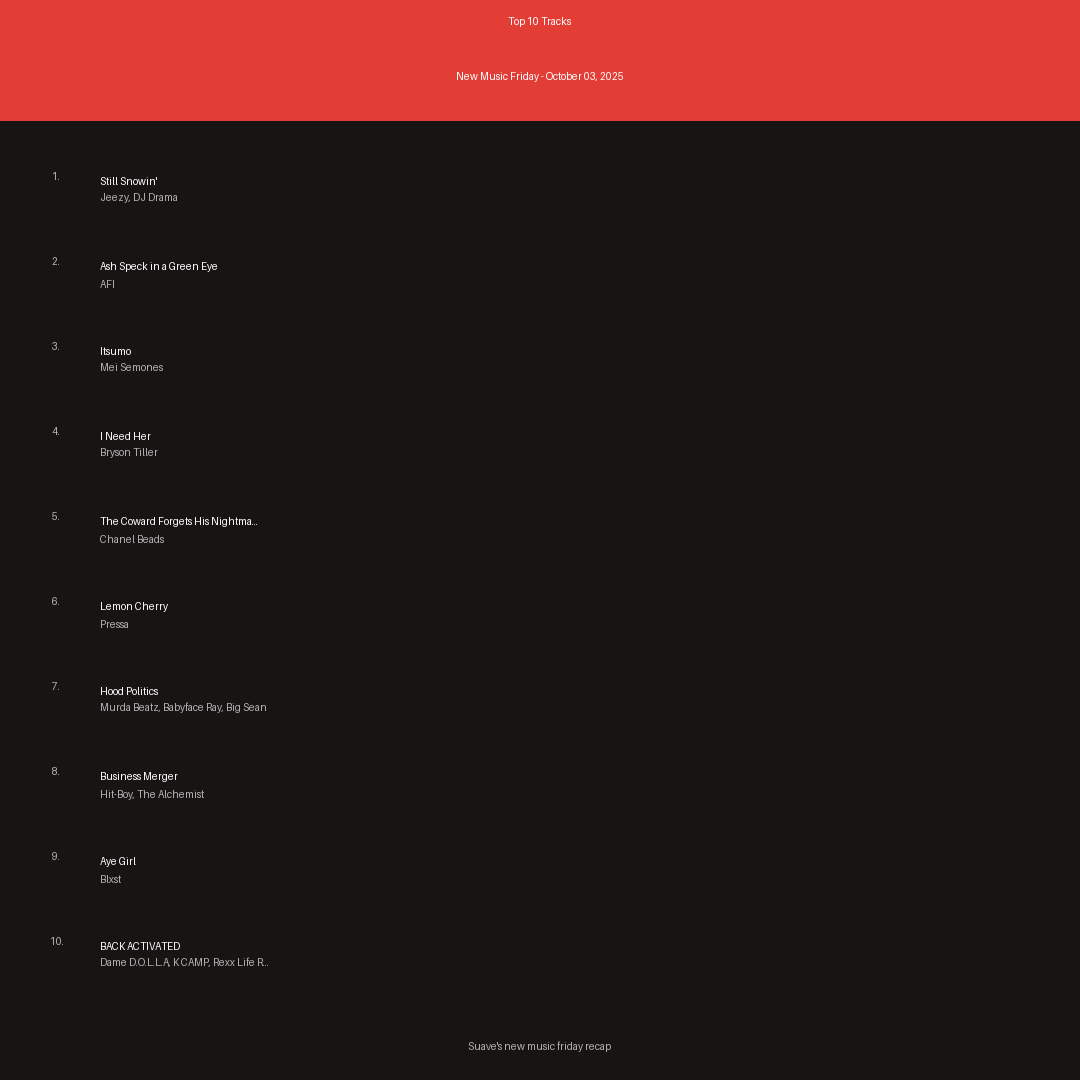 Top 10 Tracks
New Music Friday - October 03, 2025
1.
Still Snowin'
Jeezy, DJ Drama
2.
Ash Speck in a Green Eye
AFI
3.
Itsumo
Mei Semones
4.
I Need Her
Bryson Tiller
5.
The Coward Forgets His Nightma...
Chanel Beads
6.
Lemon Cherry
Pressa
7.
Hood Politics
Murda Beatz, Babyface Ray, Big Sean
8.
Business Merger
Hit-Boy, The Alchemist
9.
Aye Girl
Blxst
10.
BACK ACTIVATED
Dame D.O.L.L.A, K CAMP, Rexx Life R...
Suave's new music friday recap